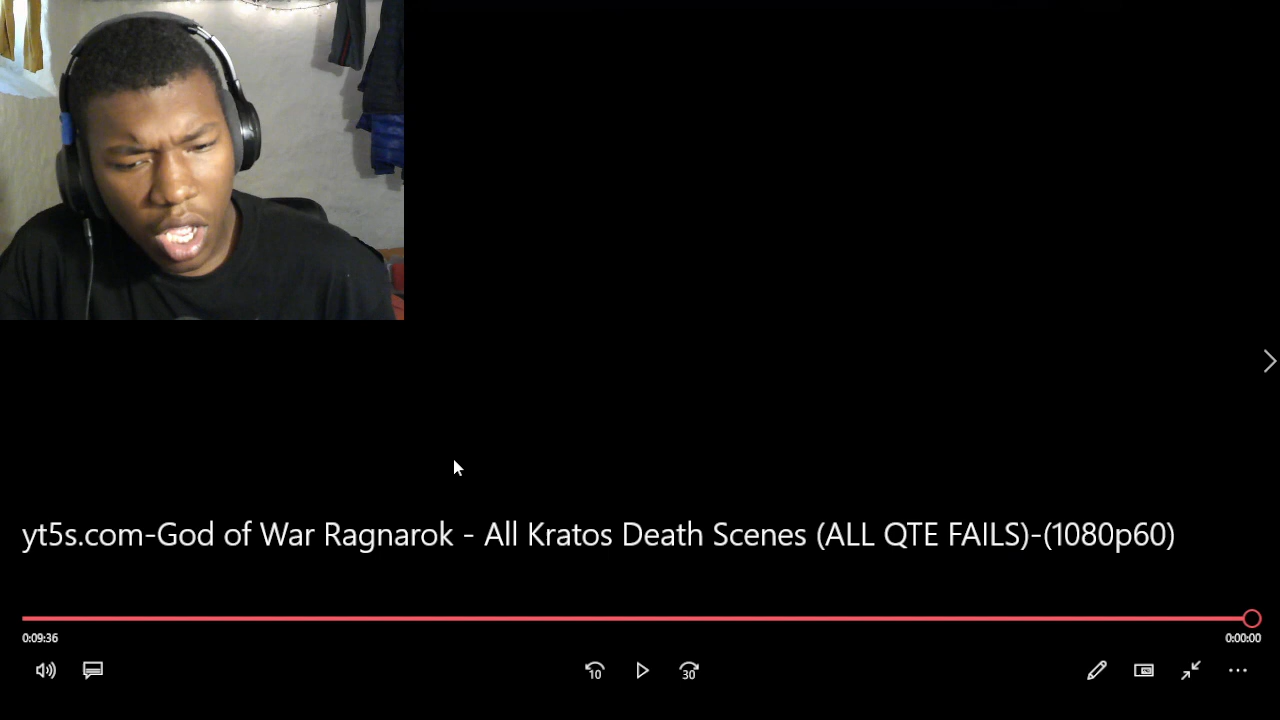 yt5s.com-God of War Ragnarok - All Kratos Death Scenes (ALL QTE FAILS)-(1080p60)
0:09:36
0:00:00
10
30